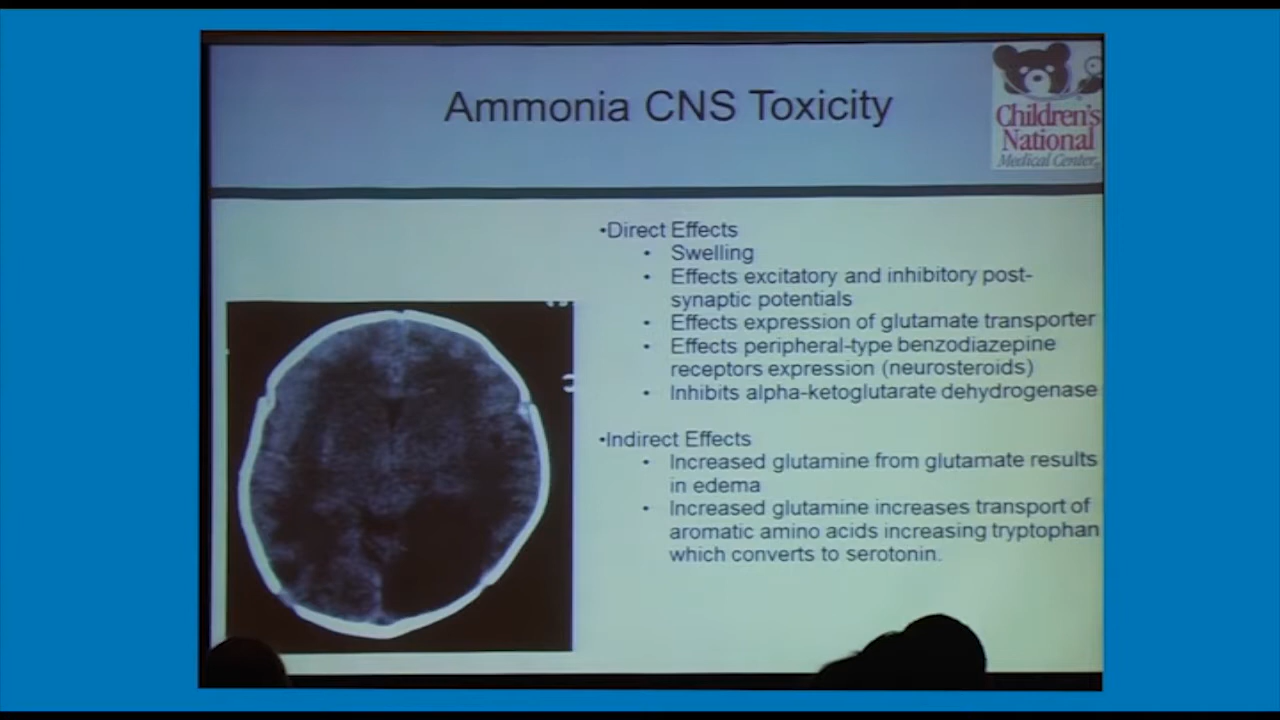 Ammonia CNS Toxicity
Children's
National
Medical Center
•Direct Effects
• Swelling
• Effects excitatory and inhibitory post-
synaptic potentials
• Effects expression of glutamate transporter
• Effects peripheral-type benzodiazepine
receptors expression (neurosteroids)
• Inhibits alpha-ketoglutarate dehydrogenase
•Indirect Effects
• Increased glutamine from glutamate results
in edema
• Increased glutamine increases transport of
aromatic amino acids increasing tryptophan
which converts to serotonin.